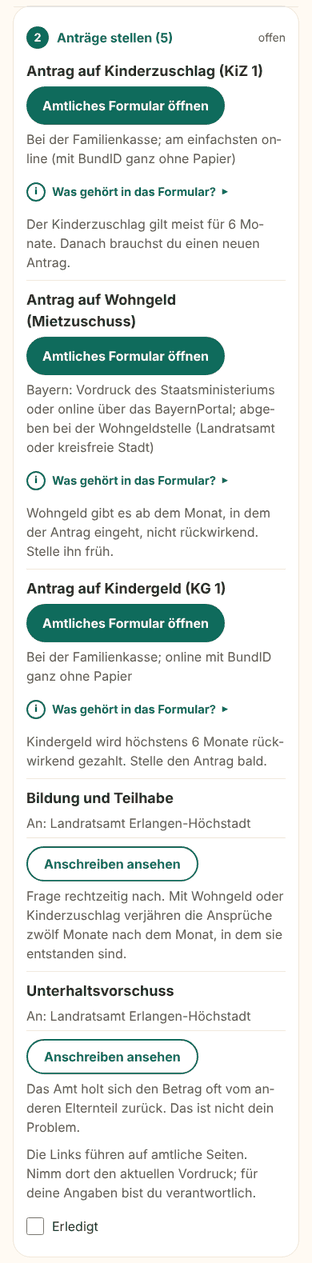 2 Anträge stellen (5) offen
Antrag auf Kinderzuschlag (KiZ 1)
Amtliches Formular öffnen
Bei der Familienkasse; am einfachsten on-
line (mit BundID ganz ohne Papier)
i Was gehört in das Formular? ▸
Der Kinderzuschlag gilt meist für 6 Mo-
nate. Danach brauchst du einen neuen
Antrag.
Antrag auf Wohngeld
(Mietzuschuss)
Amtliches Formular öffnen
Bayern: Vordruck des Staatsministeriums
oder online über das BayernPortal; abge-
ben bei der Wohngeldstelle (Landratsamt
oder kreisfreie Stadt)
i Was gehört in das Formular? ▸
Wohngeld gibt es ab dem Monat, in dem
der Antrag eingeht, nicht rückwirkend.
Stelle ihn früh.
Antrag auf Kindergeld (KG 1)
Amtliches Formular öffnen
Bei der Familienkasse; online mit BundID
ganz ohne Papier
i Was gehört in das Formular? ▸
Kindergeld wird höchstens 6 Monate rück-
wirkend gezahlt. Stelle den Antrag bald.
Bildung und Teilhabe
An: Landratsamt Erlangen-Höchstadt
Anschreiben ansehen
Frage rechtzeitig nach. Mit Wohngeld oder
Kinderzuschlag verjähren die Ansprüche
zwölf Monate nach dem Monat, in dem sie
entstanden sind.
Unterhaltsvorschuss
An: Landratsamt Erlangen-Höchstadt
Anschreiben ansehen
Das Amt holt sich den Betrag oft vom an-
deren Elternteil zurück. Das ist nicht dein
Problem.
Die Links führen auf amtliche Seiten.
Nimm dort den aktuellen Vordruck; für
deine Angaben bist du verantwortlich.
Erledigt